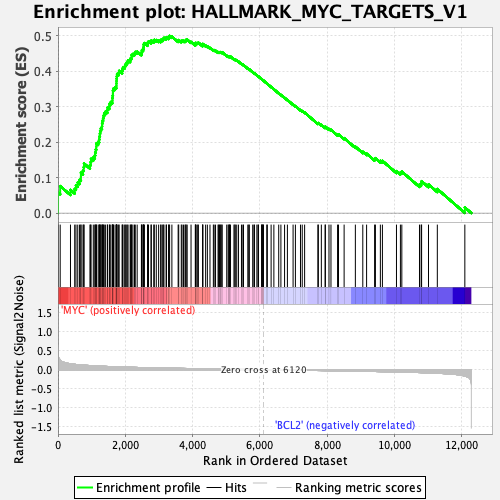 Enrichment plot: HALLMARK_MYC_TARGETS_V1
Enrichment score (ES)
0.5
0.4
0.3
0.2
0.1
0.0
Ranked list metric (Signal2Noise)
'MYC' (positively correlated)
1.5
1.0
0.5
0.0
-0.5
-1.0
-1.5
Zero cross at 6120
'BCL2' (negatively correlated)
0
2,000
4,000
6,000
8,000
10,000
12,000
Rank in Ordered Dataset
Enrichment profile
Hits
Ranking metric scores